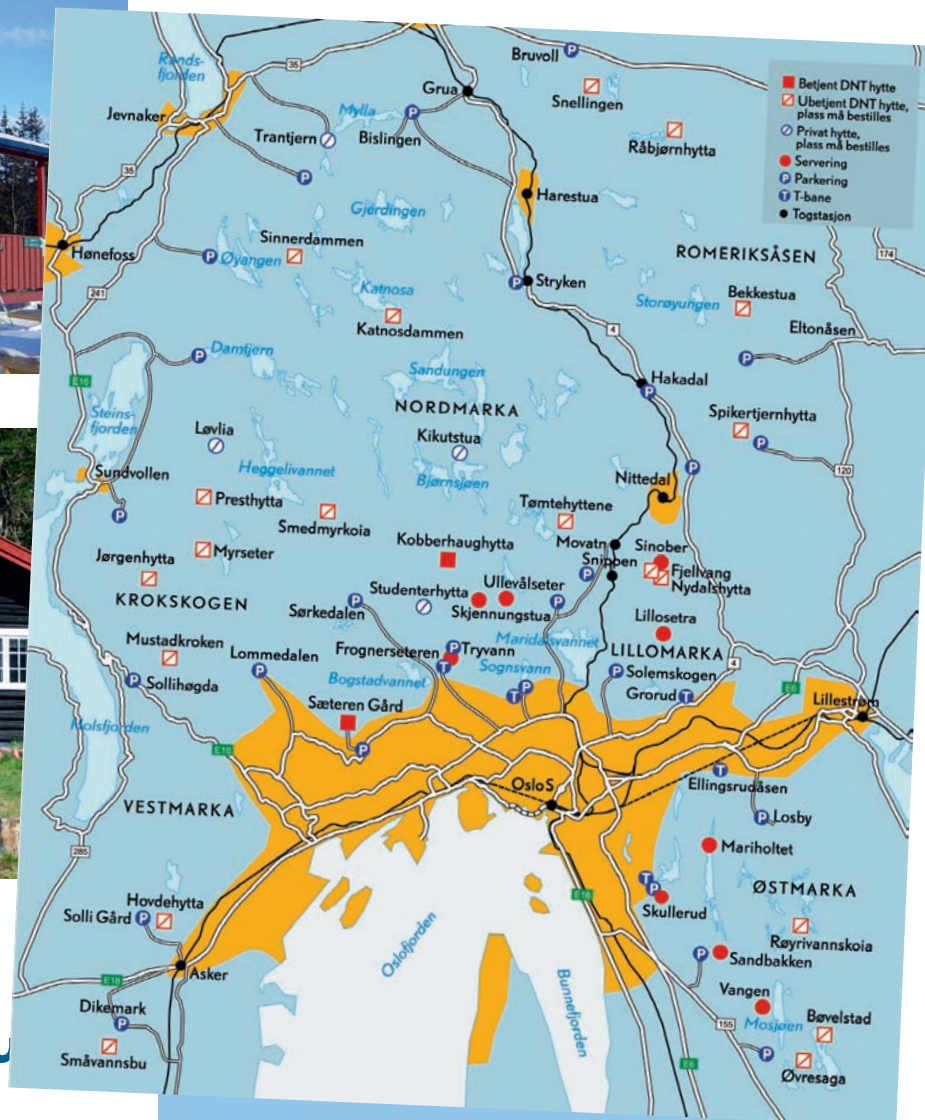 Betjent DNT hytte
Ubetjent DNT hytte,
plass må bestilles
Privat hytte,
plass må bestilles
Servering
P Parkering
T T-bane
Togstasjon
Rands-
fjorden
35
Grua
Bruvoll P
Snellingen
Jevnaker
Mylla
P
Trantjern
Bislingen
Råbjørnhytta
35
P
Harestua
Gjerdingen
Hønefoss
Sinnerdammen
P Øyangen
ROMERIKSÅSEN
174
Katnosa
P Stryken
Storøyungen
Bekkestua
241
Katnosdammen
4
Eltonåsen
P Damtjern
P
Sandungen
Hakadal
P
E16
NORDMARKA
Steins-
fjorden
Løvlia
Kikutstua
Spikertjernhytta
P
Heggelivannet
Bjørnsjøen
120
Sundvollen
Nittedal
P
Presthytta
Smedmyrkoia
Tømtehyttene
P
Kobberhaughytta
Movatn
Sinober
Jørgenhytta
Myrseter
Snippen
Fjellvang
P
Nydalshytta
Studenterhytta
Ullevålseter
KROKSKOGEN
P
Sørkedalen
Skjennungstua
P
Lillosetra
Mustadkroken
Lommedalen
Frognerseteren
P Tryvann
T
Maridalsvannet
LILLOMARKA
P
Sognsvann
P Solemskogen
4
P Sollihøgda
Bogstadvannet
T P
Grorud T
E6
Sæteren Gård
Lillestrøm
Holsfjorden
E16
P
Oslo S
T
Ellingsrudåsen
VESTMARKA
P Losby
285
Mariholtet
T
P
ØSTMARKA
Hovdehytta
E18
Skullerud
Solli Gård P
Røyrivannskoia
Oslofjorden
P
Sandbakken
Asker
Bunnefjorden
E18
Vangen
Dikemark
P
155
Mosjøen
Bøvelstad
Småvannsbu
E6
P
Øvresaga